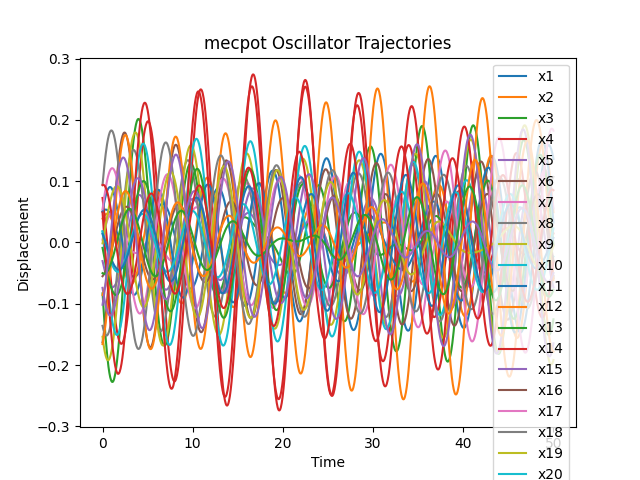 mecpot Oscillator Trajectories
0.3
0.2
0.1
0.0
−0.1
−0.2
−0.3
Displacement
0
10
20
30
40
50
Time
x1
x2
x3
x4
x5
x6
x7
x8
x9
x10
x11
x12
x13
x14
x15
x16
x17
x18
x19
x20